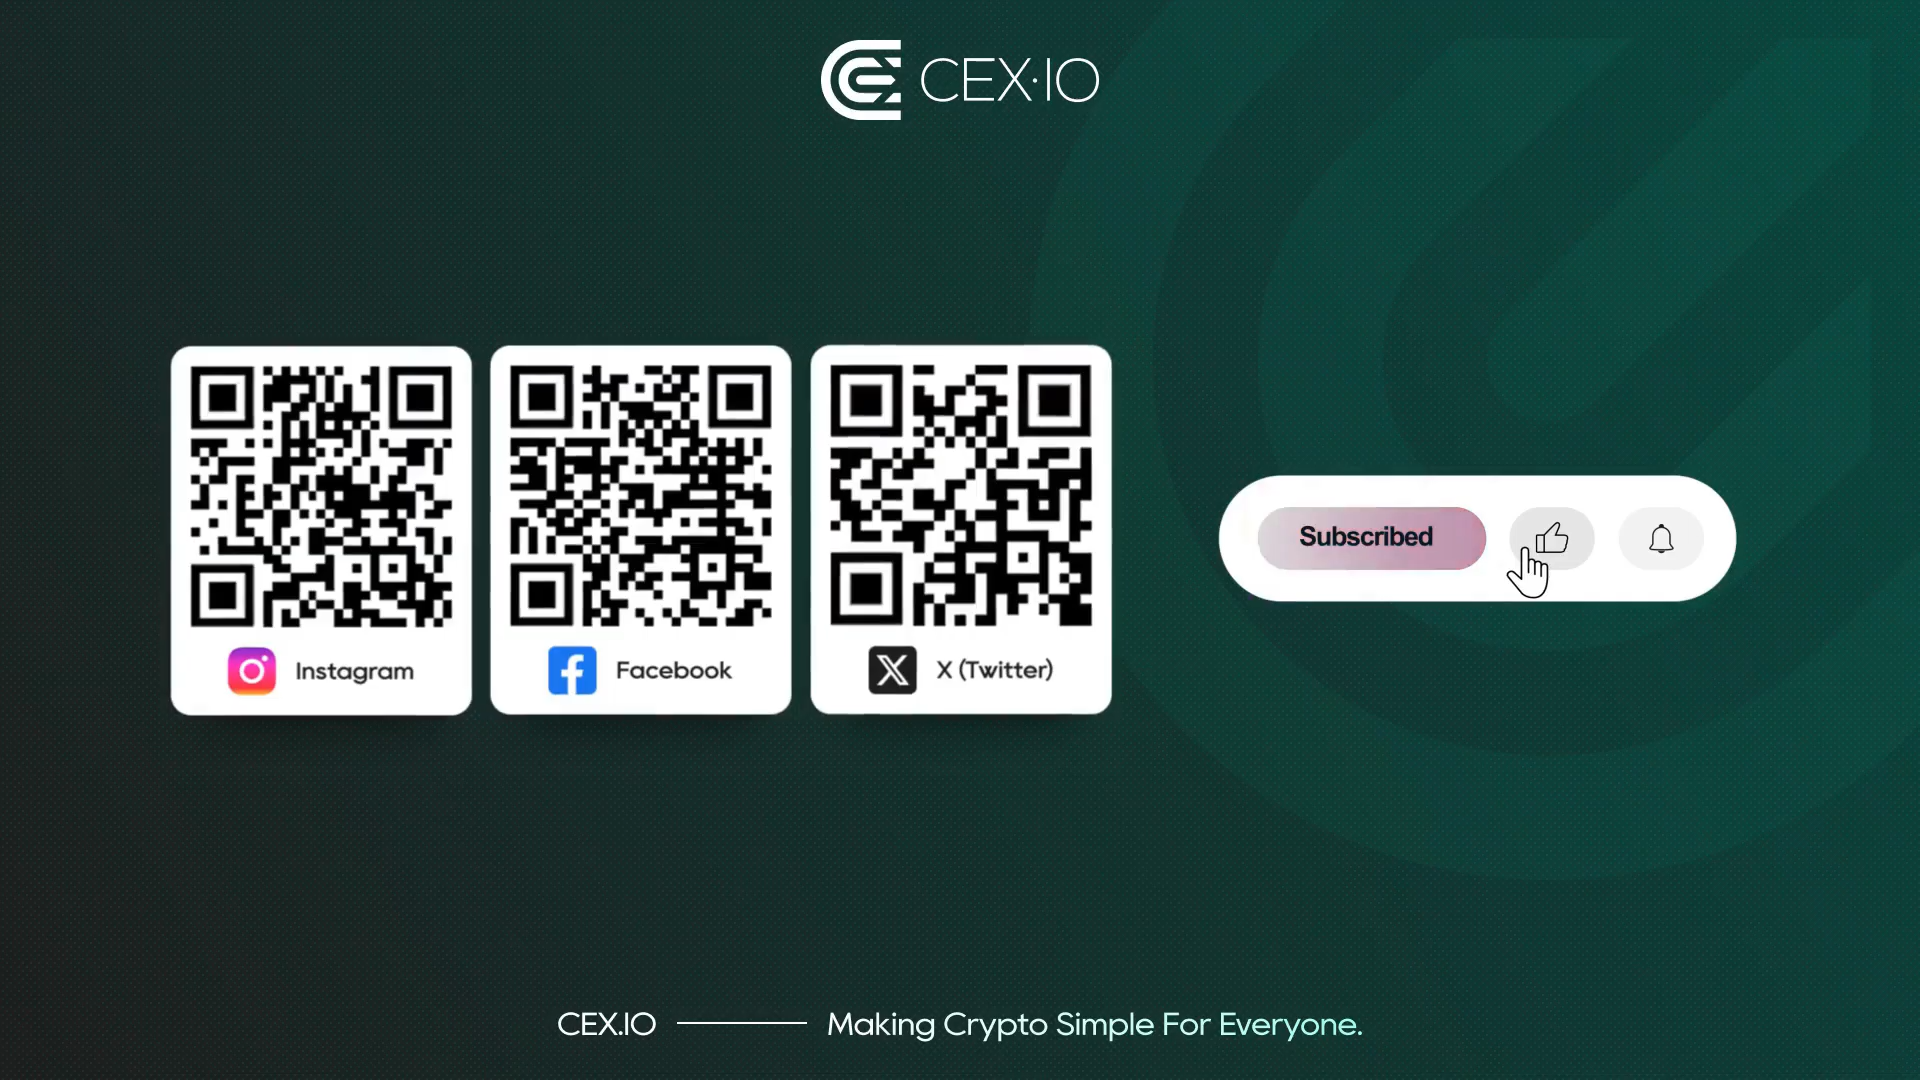 CEX·IO
Instagram
Facebook
X (Twitter)
Subscribed
CEX.IO
Making Crypto Simple For Everyone.